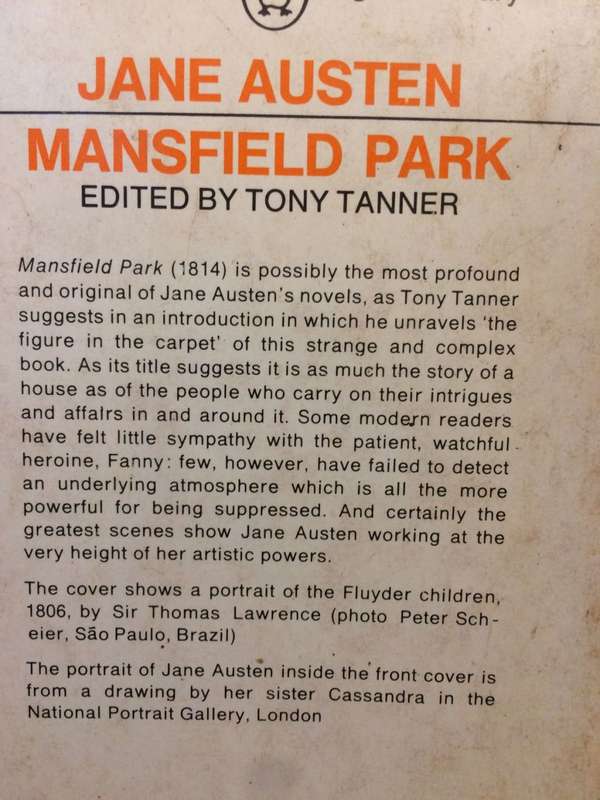 JANE AUSTEN
MANSFIELD PARK
EDITED BY TONY TANNER
Mansfield Park (1814) is possibly the most profound
and original of Jane Austen's novels, as Tony Tanner
suggests in an introduction in which he unravels 'the
figure in the carpet' of this strange and complex
book. As its title suggests it is as much the story of a
house as of the people who carry on their intrigues
and affairs in and around it. Some modern readers
have felt little sympathy with the patient, watchful
heroine, Fanny: few, however, have failed to detect
an underlying atmosphere which is all the more
powerful for being suppressed. And certainly the
greatest scenes show Jane Austen working at the
very height of her artistic powers.
The cover shows a portrait of the Fluyder children,
1806, by Sir Thomas Lawrence (photo Peter Sch-
eier, São Paulo, Brazil)
The portrait of Jane Austen inside the front cover is
from a drawing by her sister Cassandra in the
National Portrait Gallery, London